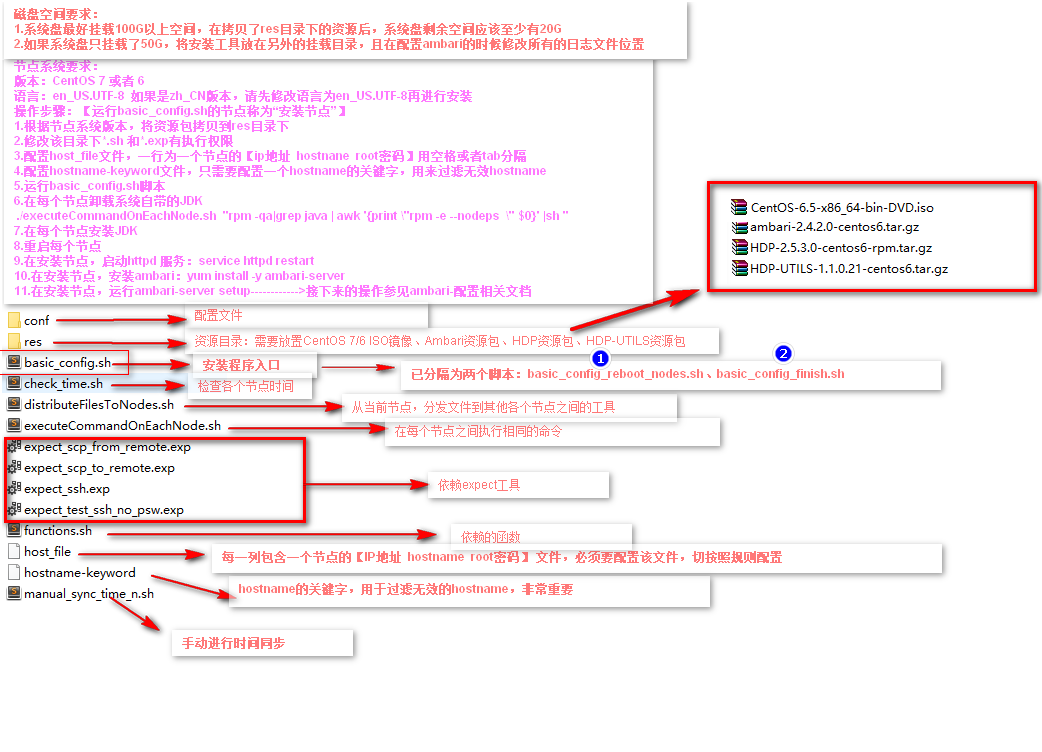 磁盘空间要求：
1.系统盘最好挂载100G以上空间，在拷贝了res目录下的资源后，系统盘剩余空间应该至少有20G
2.如果系统盘只挂载了50G，将安装工具放在另外的挂载目录，且在配置ambari的时候修改所有的日志文件位置
节点系统要求：
版本：CentOS 7 或者 6
语言：en_US.UTF-8 如果是zh_CN版本，请先修改语言为en_US.UTF-8再进行安装
操作步骤：【运行basic_config.sh的节点称为“安装节点”】
1.根据节点系统版本，将资源包拷贝到res目录下
2.修改该目录下*.sh 和*.exp有执行权限
3.配置host_file文件，一行为一个节点的【ip地址 hostname root密码】用空格或者tab分隔
4.配置hostname-keyword文件，只需要配置一个hostname的关键字，用来过滤无效hostname
5.运行basic_config.sh脚本
6.在每个节点卸载系统自带的JDK
./executeCommandOnEachNode.sh "rpm -qa|grep java | awk '{print \"rpm -e --nodeps \" $0}' |sh "
7.在每个节点安装JDK
8.重启每个节点
9.在安装节点，启动httpd 服务：service httpd restart
10.在安装节点，安装ambari：yum install -y ambari-server
11.在安装节点，运行ambari-server setup------------>接下来的操作参见ambari-配置相关文档
CentOS-6.5-x86_64-bin-DVD.iso
ambari-2.4.2.0-centos6.tar.gz
HDP-2.5.3.0-centos6-rpm.tar.gz
HDP-UTILS-1.1.0.21-centos6.tar.gz
conf
配置文件
res
资源目录：需要放置CentOS 7/6 ISO镜像、Ambari资源包、HDP资源包、HDP-UTILS资源包
1
2
basic_config.sh
安装程序入口
已分隔为两个脚本：basic_config_reboot_nodes.sh、basic_config_finish.sh
check_time.sh
检查各个节点时间
distributeFilesToNodes.sh
从当前节点，分发文件到其他各个节点之间的工具
executeCommandOnEachNode.sh
在每个节点之间执行相同的命令
expect_scp_from_remote.exp
expect_scp_to_remote.exp
expect_ssh.exp
依赖expect工具
expect_test_ssh_no_psw.exp
functions.sh
依赖的函数
host_file
每一列包含一个节点的【IP地址 hostname root密码】 文件，必须要配置该文件，切按照规则配置
hostname-keyword
hostname的关键字，用于过滤无效的hostname，非常重要
manual_sync_time_n.sh
手动进行时间同步